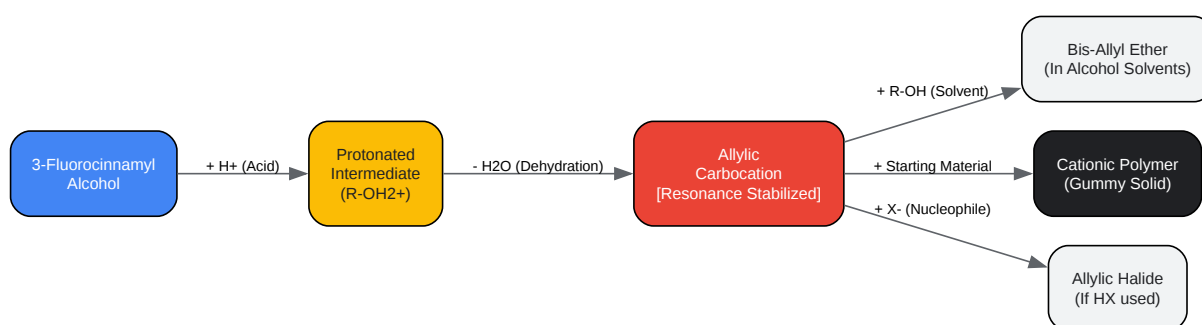 3-Fluorocinnamyl
Alcohol
+ H+ (Acid)
Protonated
Intermediate
(R-OH2+)
- H2O (Dehydration)
Allylic
Carbocation
[Resonance Stabilized]
+ R-OH (Solvent)
Bis-Allyl Ether
(In Alcohol Solvents)
+ Starting Material
Cationic Polymer
(Gummy Solid)
+ X- (Nucleophile)
Allylic Halide
(If HX used)